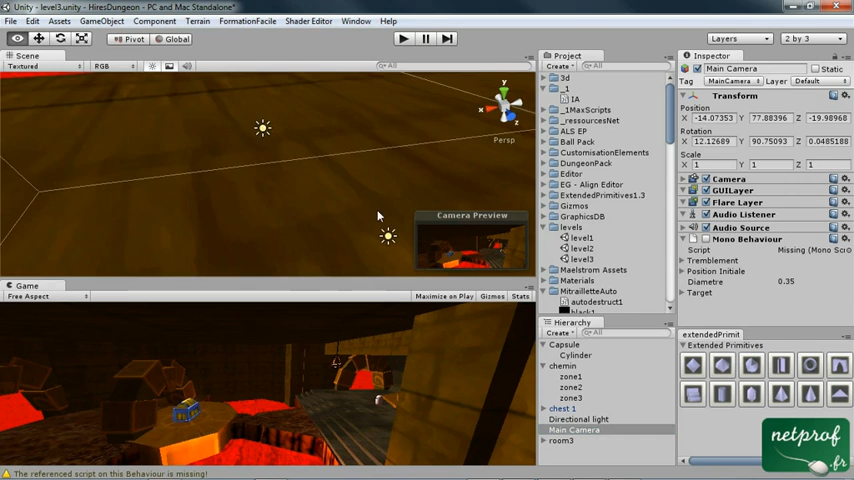 Unity - level3.unity - HiresDungeon - PC and Mac Standalone*
File Edit Assets GameObject Component Terrain FormationFacile Shader Editor Window Help
Pivot Global Layers 2 by 3
Scene
Textured RGB All
y
x
z
Persp
Camera Preview
Game
Free Aspect Maximize on Play Gizmos Stats
Project
Create All
3d
_1
IA
_1MaxScripts
_ressourcesNet
ALS EP
Ball Pack
CustomisationElements
DungeonPack
Editor
EG - Align Editor
ExtendedPrimitives1.3
Gizmos
GraphicsDB
levels
level1
level2
level3
Maelstrom Assets
Materials
MitrailletteAuto
autodestruct1
black1
Hierarchy
Create All
Capsule
Cylinder
chemin
zone1
zone2
zone3
chest 1
Directional light
Main Camera
room3
Inspector
Main Camera Static
Tag MainCamera Layer Default
Transform
Position
X -14.07353 Y 77.88396 Z -19.98968
Rotation
X 12.12689 Y 90.75093 Z 0.0485188
Scale
X 1 Y 1 Z 1
Camera
GUILayer
Flare Layer
Audio Listener
Audio Source
Mono Behaviour
Script Missing (Mono Scri
Tremblement
Position Initiale
Diametre 0.35
Target
extendedPrimit
Extended Primitives
netprof
.fr
The referenced script on this Behaviour is missing!